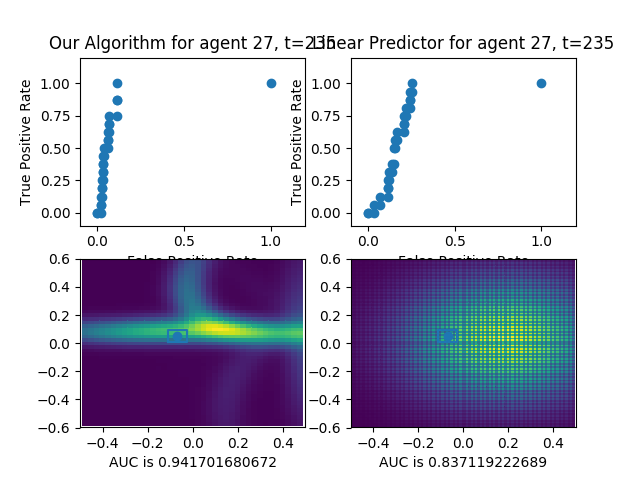 Our Algorithm for agent 27, t=235
Linear Predictor for agent 27, t=235
True Positive Rate
1.00
0.75
0.50
0.25
0.00
0.0 0.5 1.0
False Positive Rate
True Positive Rate
1.00
0.75
0.50
0.25
0.00
0.0 0.5 1.0
False Positive Rate
0.6
0.4
0.2
0.0
−0.2
−0.4
−0.6
−0.4 −0.2 0.0 0.2 0.4
AUC is 0.941701680672
0.6
0.4
0.2
0.0
−0.2
−0.4
−0.6
−0.4 −0.2 0.0 0.2 0.4
AUC is 0.837119222689